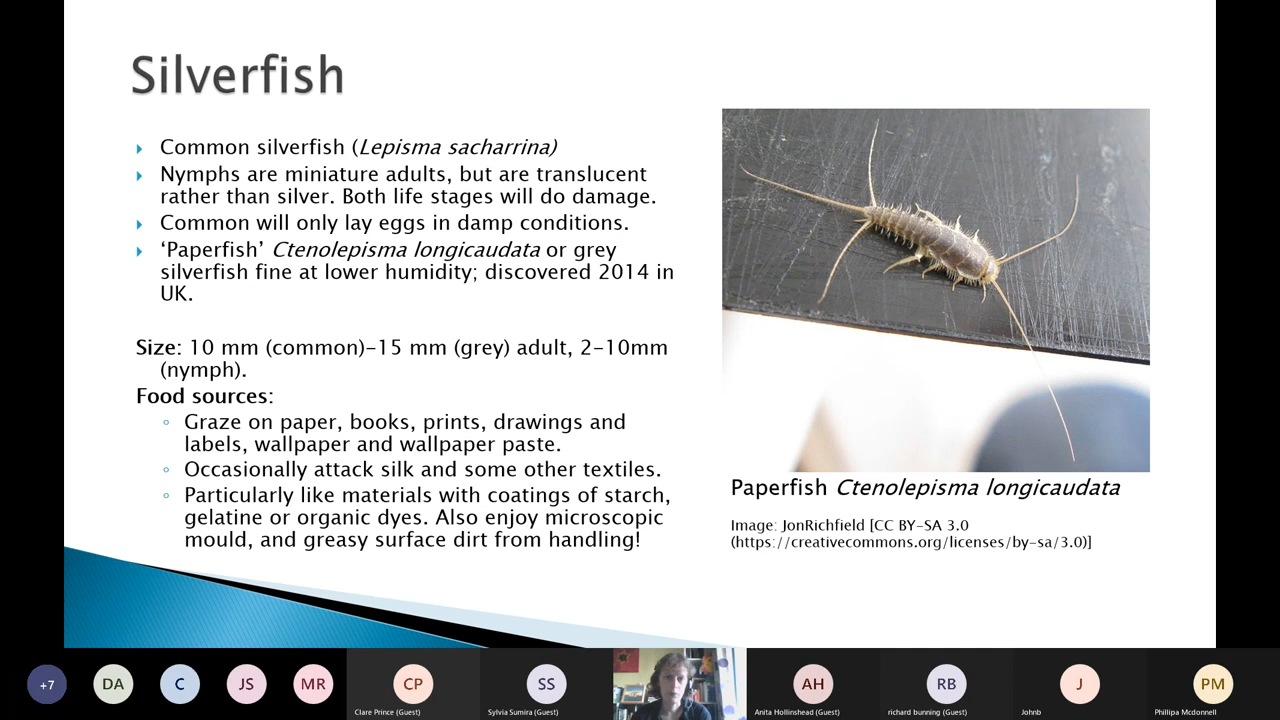 Silverfish
Common silverfish (Lepisma sacharrina)
Nymphs are miniature adults, but are translucent
rather than silver. Both life stages will do damage.
Common will only lay eggs in damp conditions.
‘Paperfish’ Ctenolepisma longicaudata or grey
silverfish fine at lower humidity; discovered 2014 in
UK.
Size: 10 mm (common)-15 mm (grey) adult, 2-10mm
(nymph).
Food sources:
Graze on paper, books, prints, drawings and
labels, wallpaper and wallpaper paste.
Occasionally attack silk and some other textiles.
Particularly like materials with coatings of starch,
gelatine or organic dyes. Also enjoy microscopic
mould, and greasy surface dirt from handling!
Paperfish Ctenolepisma longicaudata
Image: JonRichfield [CC BY-SA 3.0
(https://creativecommons.org/licenses/by-sa/3.0)]
+7 DA C JS MR CP SS AH RB J PM
Clare Prince (Guest) Sylvia Sumira (Guest) Anita Hollinshead (Guest) richard bunning (Guest) Johnb Phillipa Mcdonnell